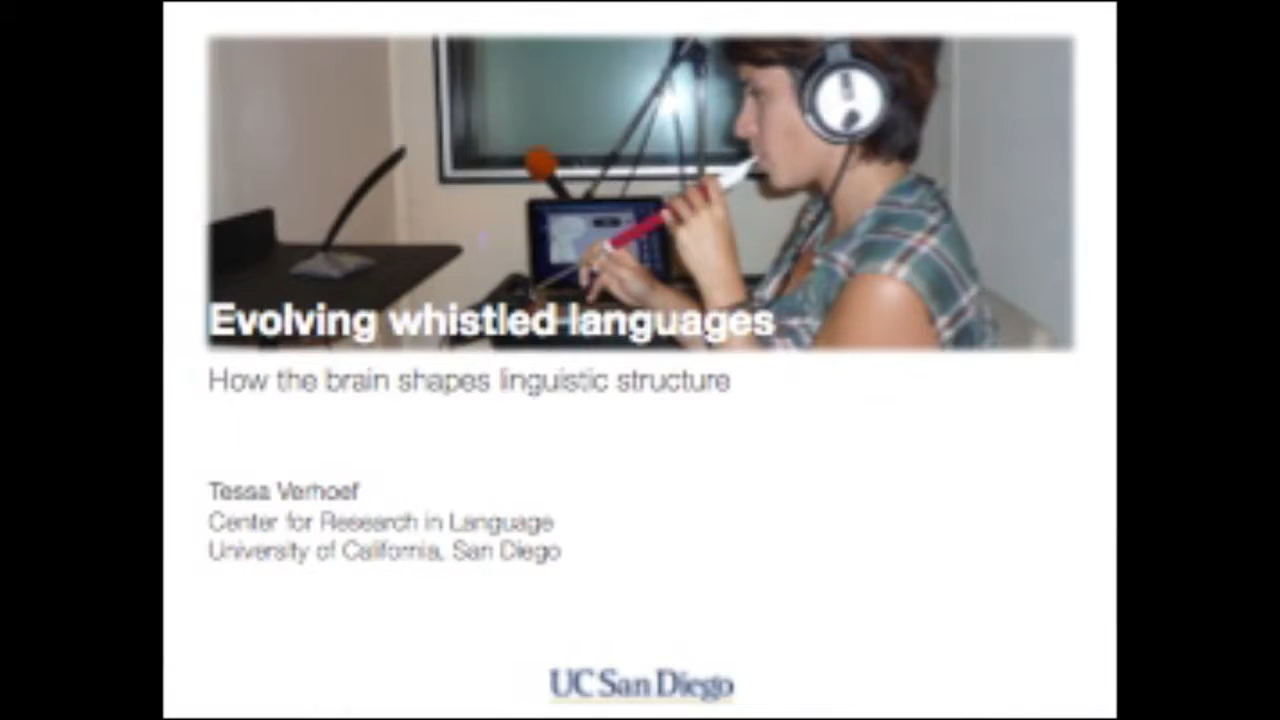 Evolving whistled languages
How the brain shapes linguistic structure
Tessa Verhoef
Center for Research in Language
University of California, San Diego
UC San Diego